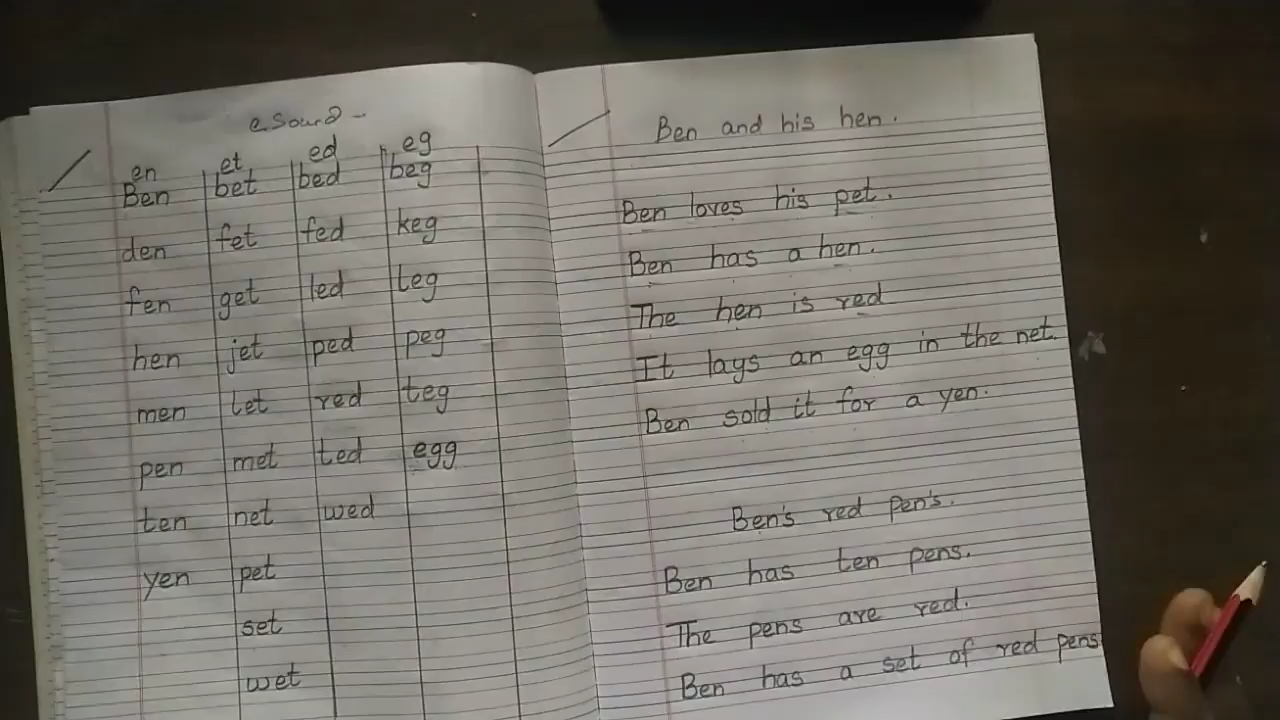 e sound -
en et ed eg
Ben bet bed beg
den fet fed keg
fen get led leg
hen jet ped peg
men let red teg
pen met ted egg
ten net wed
yen pet
set
wet
Ben and his hen.
Ben loves his pet.
Ben has a hen.
The hen is red
It lays an egg in the net.
Ben sold it for a yen.
Ben's red pen's.
Ben has ten pens.
The pens are red.
Ben has a set of red pens